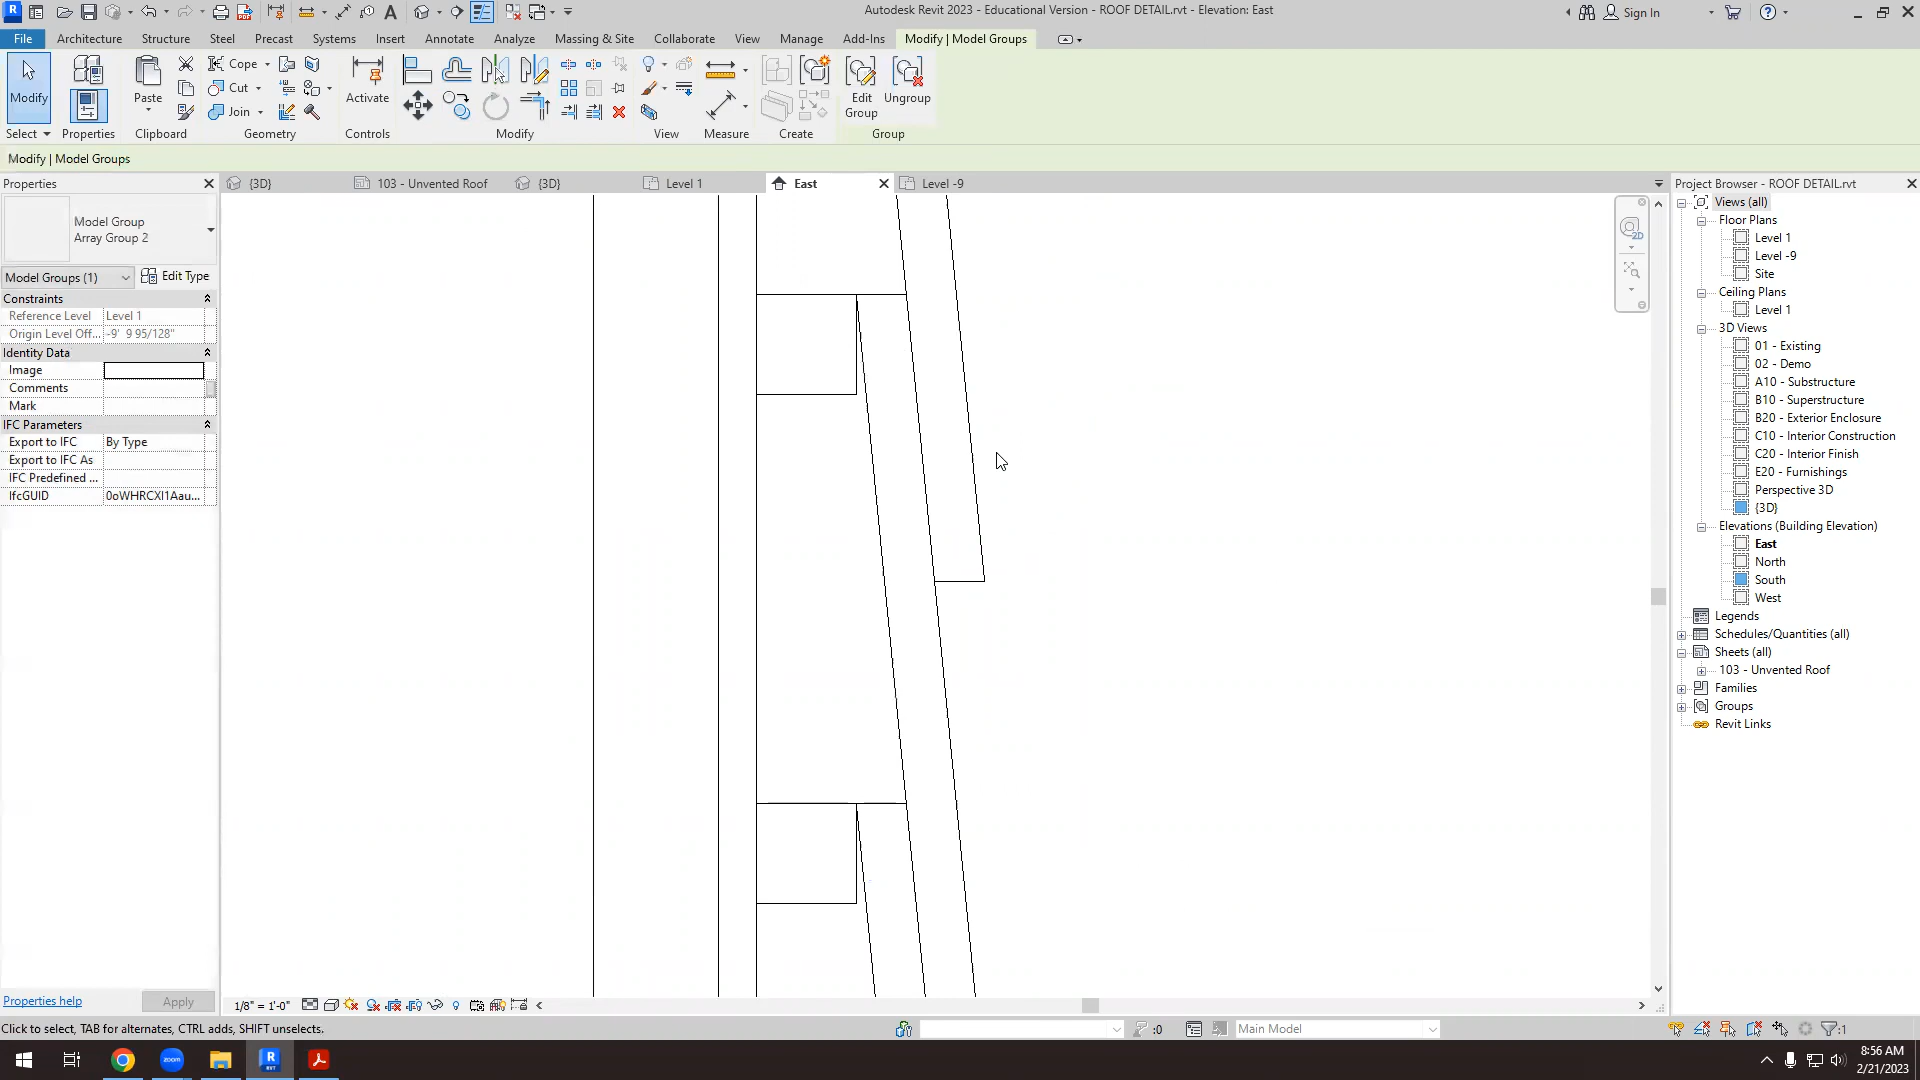 Autodesk Revit 2023 - Educational Version - ROOF DETAIL.rvt - Elevation: East
Sign In
File Architecture Structure Steel Precast Systems Insert Annotate Analyze Massing & Site Collaborate View Manage Add-Ins Modify | Model Groups
Modify
Paste
Cope
Cut
Join
Activate
Edit Group
Ungroup
Select Properties Clipboard Geometry Controls Modify View Measure Create Group
Modify | Model Groups
Properties
{3D}
103 - Unvented Roof
{3D}
Level 1
East
Level -9
Project Browser - ROOF DETAIL.rvt
Model Group
Array Group 2
Model Groups (1)
Edit Type
Constraints
Reference Level Level 1
Origin Level Off... -9' 9 95/128"
Identity Data
Image
Comments
Mark
IFC Parameters
Export to IFC By Type
Export to IFC As
IFC Predefined ...
IfcGUID 0oWHRCXI1Aau...
Properties help
Apply
2D
Views (all)
Floor Plans
Level 1
Level -9
Site
Ceiling Plans
Level 1
3D Views
01 - Existing
02 - Demo
A10 - Substructure
B10 - Superstructure
B20 - Exterior Enclosure
C10 - Interior Construction
C20 - Interior Finish
E20 - Furnishings
Perspective 3D
{3D}
Elevations (Building Elevation)
East
North
South
West
Legends
Schedules/Quantities (all)
Sheets (all)
103 - Unvented Roof
Families
Groups
Revit Links
1/8" = 1'-0"
Click to select, TAB for alternates, CTRL adds, SHIFT unselects.
:0
Main Model
:1
zoom
R
RVT
8:56 AM
2/21/2023